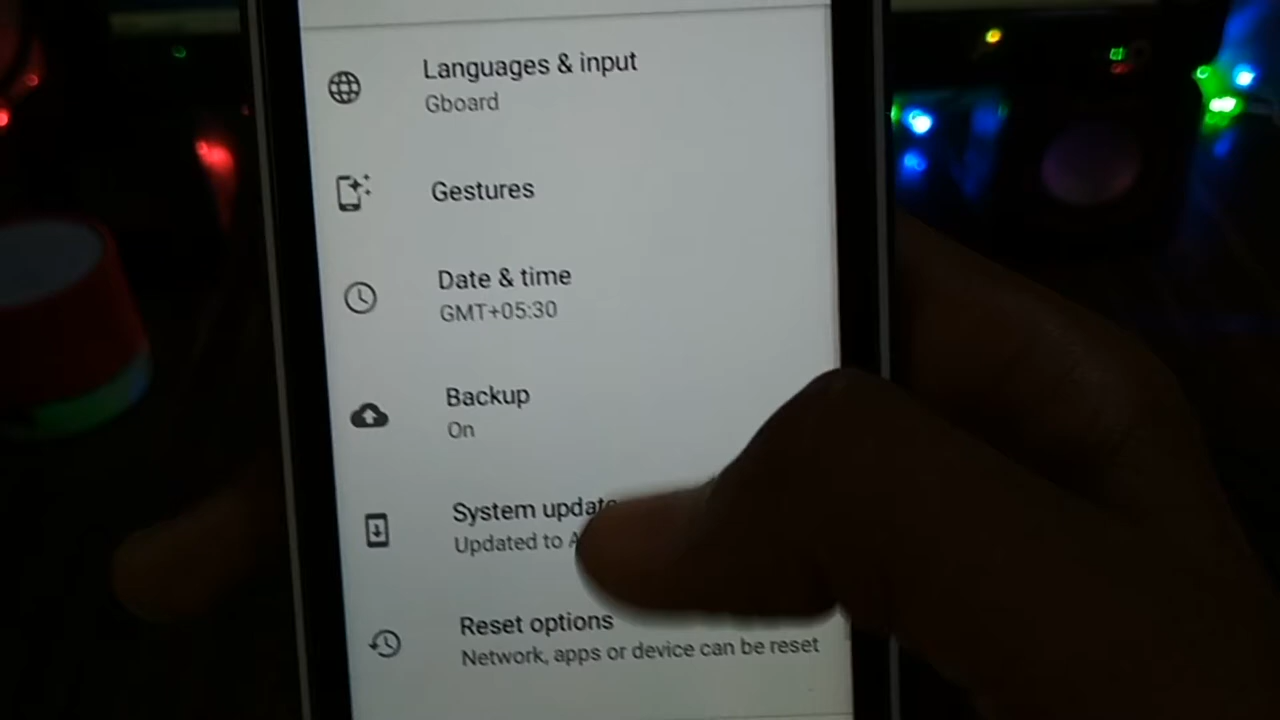 Languages & input
Gboard
Gestures
Date & time
GMT+05:30
Backup
On
System update
Updated to
Reset options
Network, apps or device can be reset